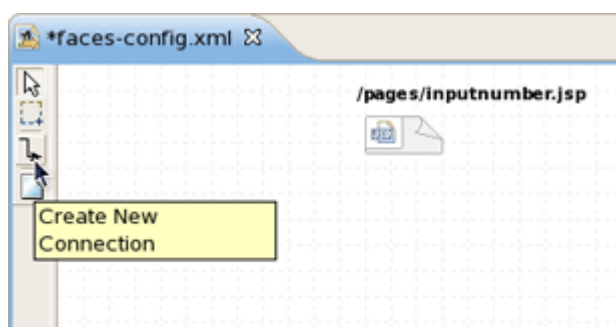 *faces-config.xml
/pages/inputnumber.jsp
Create New
Connection